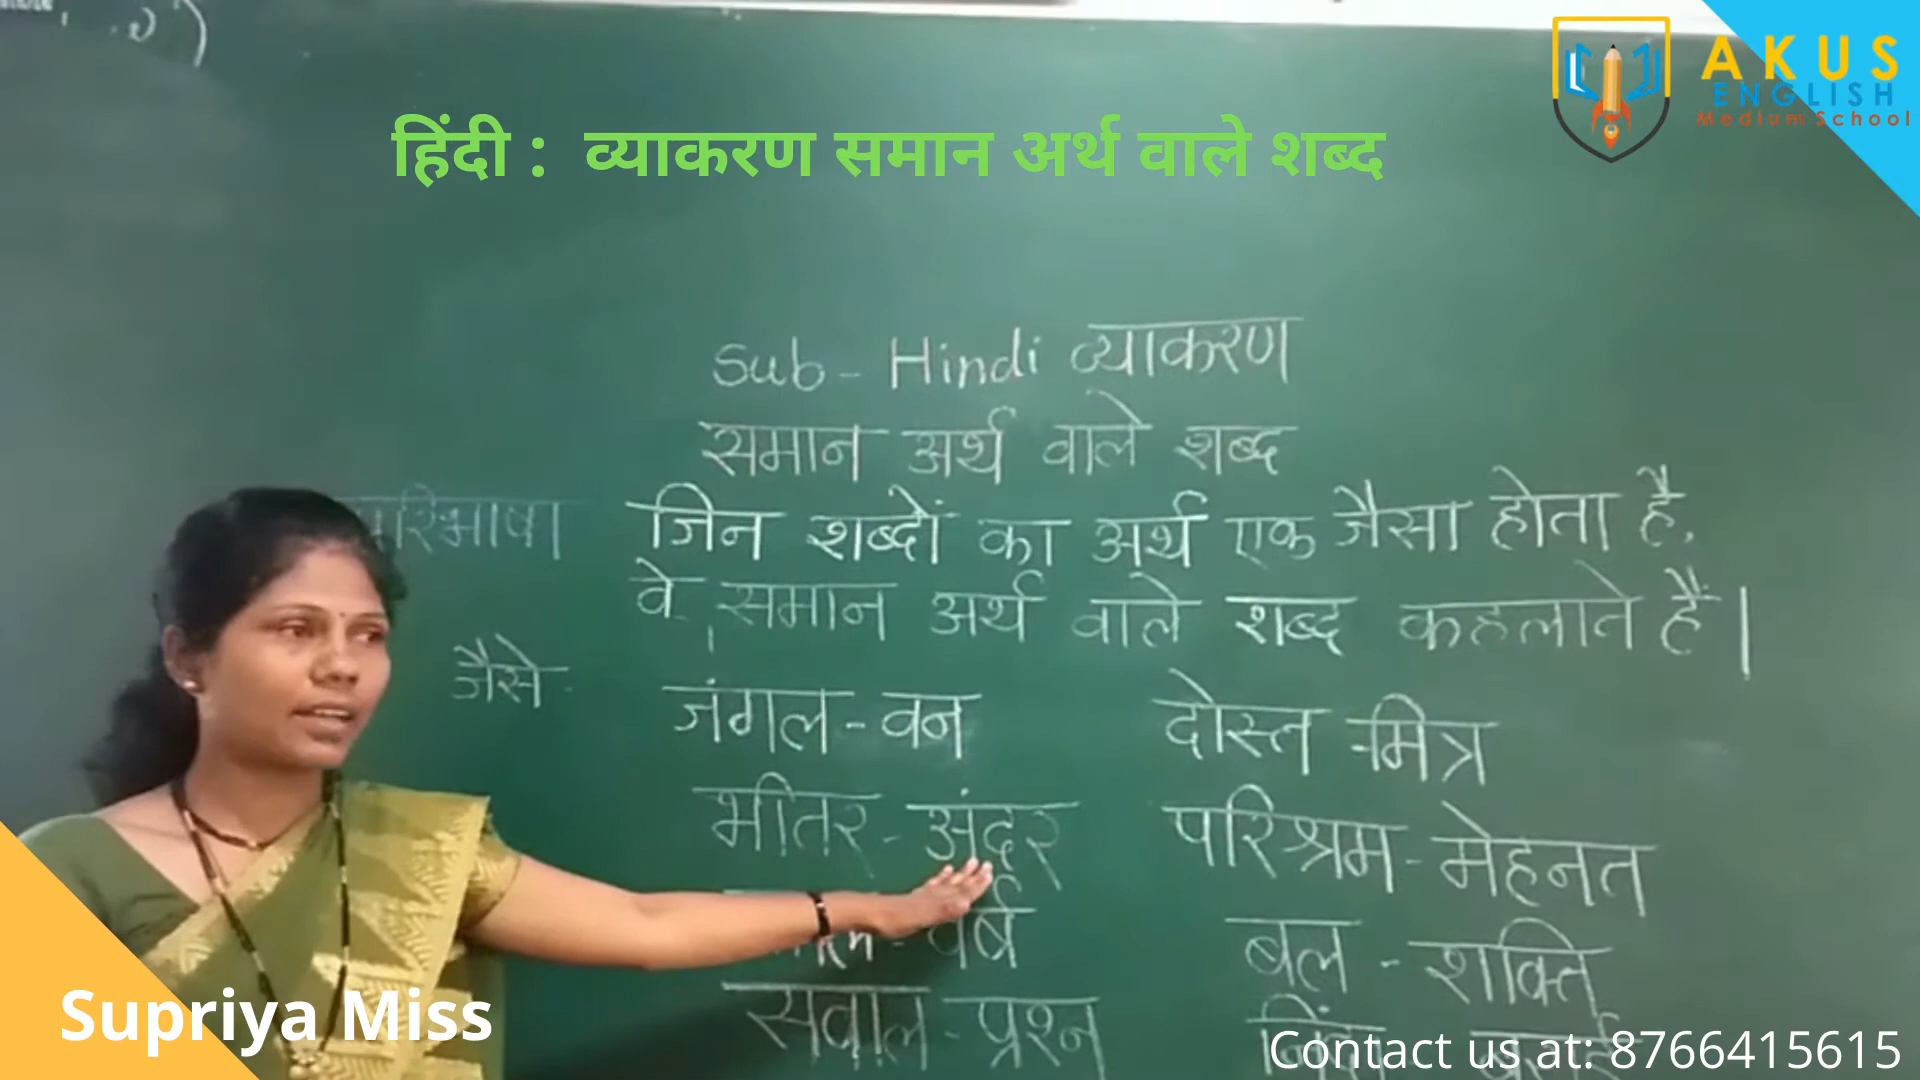 AKUS
ENGLISH
Medium School
हिंदी : व्याकरण समान अर्थ वाले शब्द
Sub - Hindi व्याकरण
समान अर्थ वाले शब्द
परिभाषा जिन शब्दों का अर्थ एक जैसा होता है,
वे समान अर्थ वाले शब्द कहलाते हैं |
जैसे - जंगल - वन दोस्त - मित्र
भीतर - अंदर परिश्रम - मेहनत
वर्ष बल - शक्ति
सवाल - प्रश्न
Supriya Miss
Contact us at: 8766415615